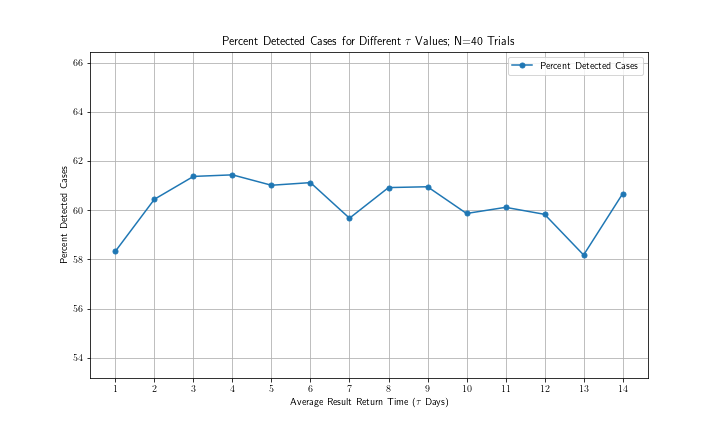 Percent Detected Cases for Different τ Values; N=40 Trials
Percent Detected Cases
66
64
62
60
58
56
54
Percent Detected Cases
1 2 3 4 5 6 7 8 9 10 11 12 13 14
Average Result Return Time (τ Days)